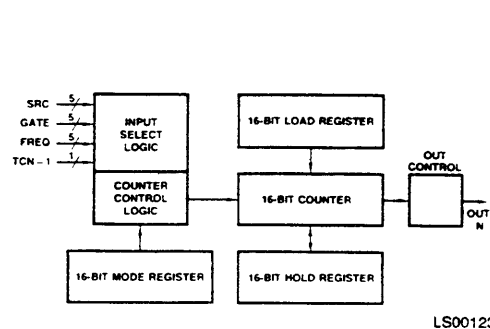 SRC 5
GATE 5
FREQ 5
TCN-1 1
INPUT
SELECT
LOGIC
COUNTER
CONTROL
LOGIC
16-BIT MODE REGISTER
16-BIT LOAD REGISTER
16-BIT COUNTER
16-BIT HOLD REGISTER
OUT
CONTROL
OUT
N